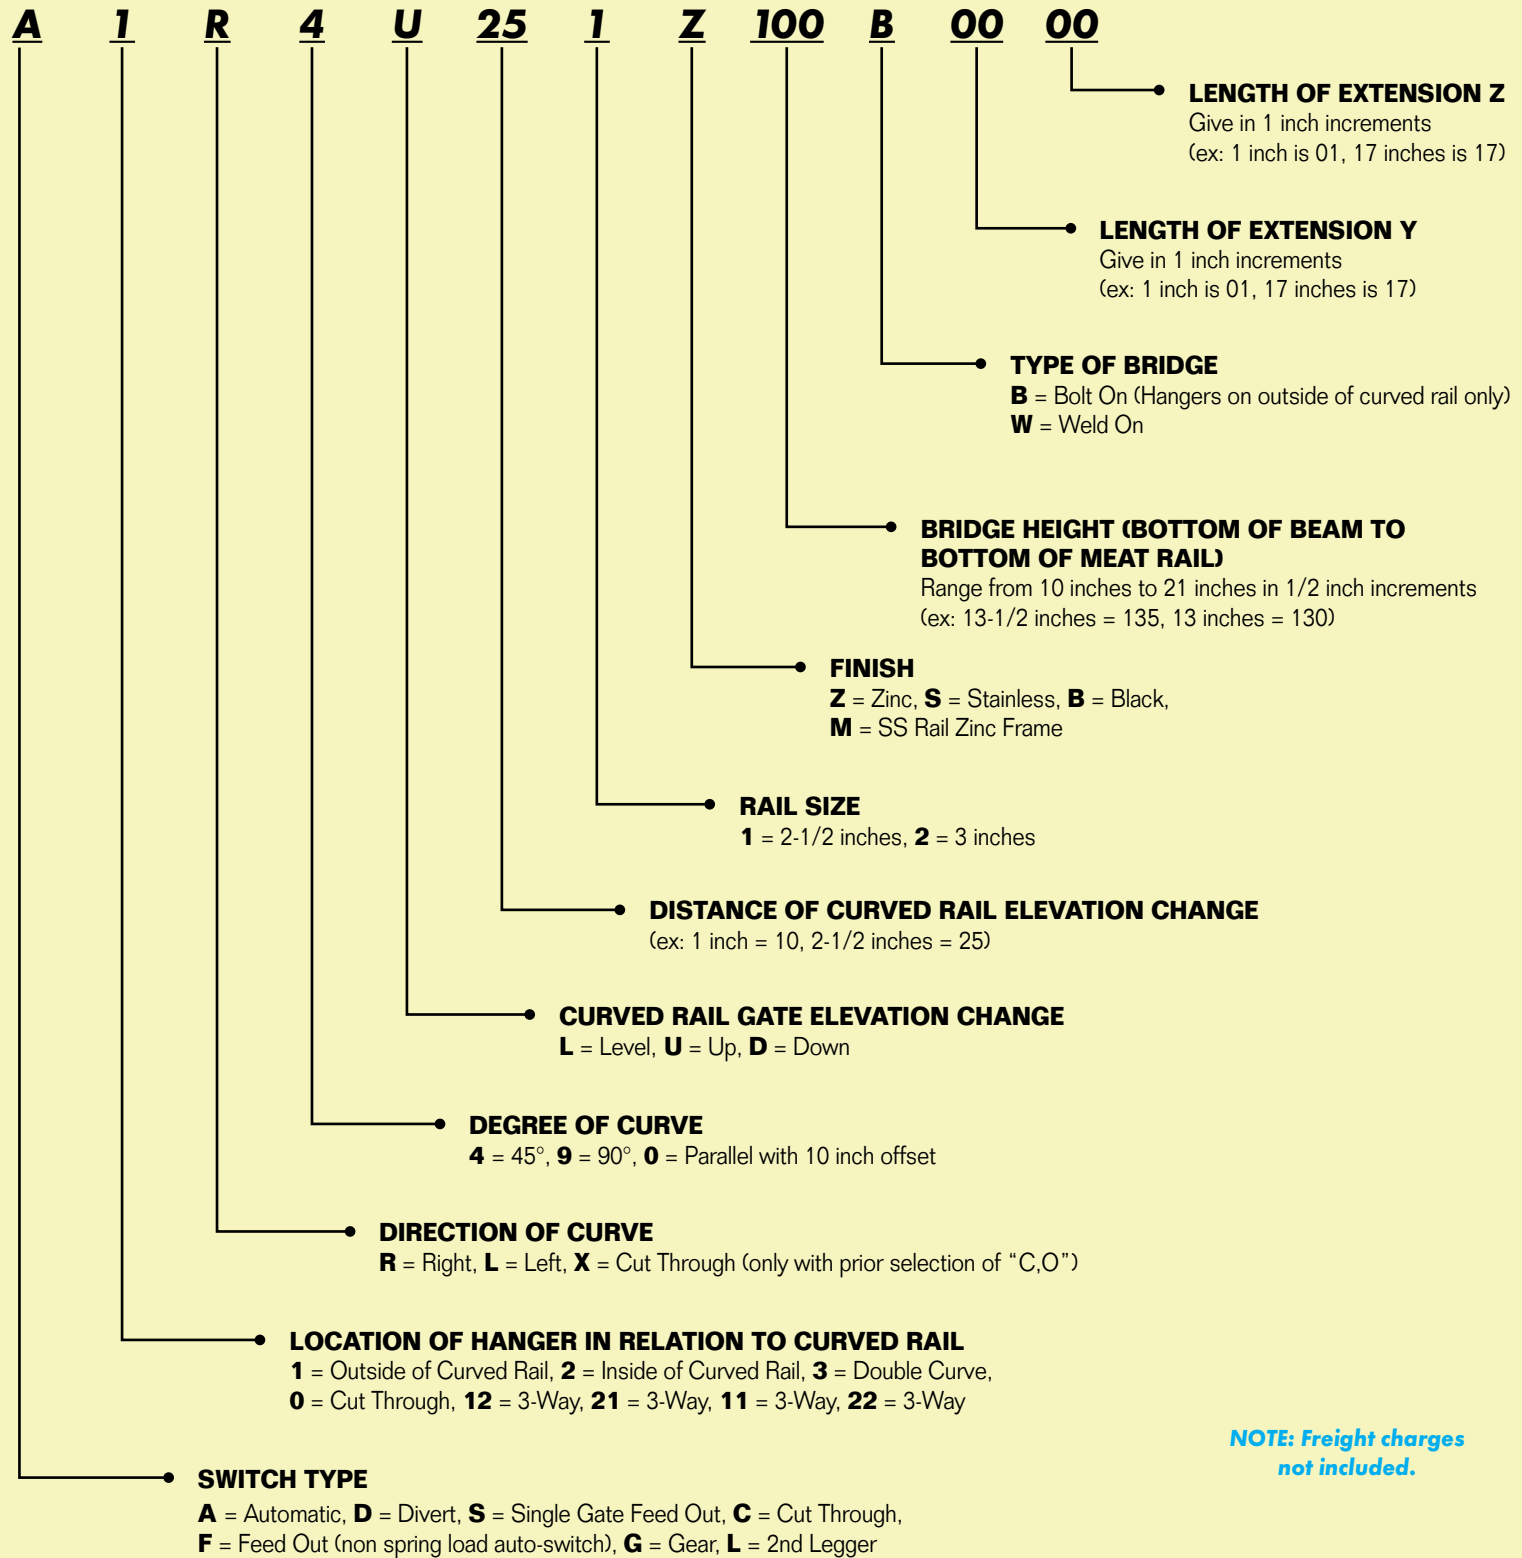 A 1 R 4 U 25 1 Z 100 B 00 00
LENGTH OF EXTENSION Z
Give in 1 inch increments
(ex: 1 inch is 01, 17 inches is 17)
LENGTH OF EXTENSION Y
Give in 1 inch increments
(ex: 1 inch is 01, 17 inches is 17)
TYPE OF BRIDGE
B = Bolt On (Hangers on outside of curved rail only)
W = Weld On
BRIDGE HEIGHT (BOTTOM OF BEAM TO
BOTTOM OF MEAT RAIL)
Range from 10 inches to 21 inches in 1/2 inch increments
(ex: 13-1/2 inches = 135, 13 inches = 130)
FINISH
Z = Zinc, S = Stainless, B = Black,
M = SS Rail Zinc Frame
RAIL SIZE
1 = 2-1/2 inches, 2 = 3 inches
DISTANCE OF CURVED RAIL ELEVATION CHANGE
(ex: 1 inch = 10, 2-1/2 inches = 25)
CURVED RAIL GATE ELEVATION CHANGE
L = Level, U = Up, D = Down
DEGREE OF CURVE
4 = 45°, 9 = 90°, 0 = Parallel with 10 inch offset
DIRECTION OF CURVE
R = Right, L = Left, X = Cut Through (only with prior selection of “C,O”)
LOCATION OF HANGER IN RELATION TO CURVED RAIL
1 = Outside of Curved Rail, 2 = Inside of Curved Rail, 3 = Double Curve,
0 = Cut Through, 12 = 3-Way, 21 = 3-Way, 11 = 3-Way, 22 = 3-Way
NOTE: Freight charges
not included.
SWITCH TYPE
A = Automatic, D = Divert, S = Single Gate Feed Out, C = Cut Through,
F = Feed Out (non spring load auto-switch), G = Gear, L = 2nd Legger